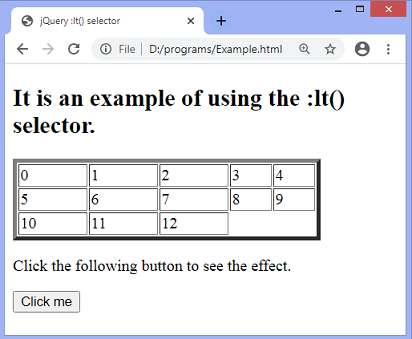 jQuery :lt() selector
File | D:/programs/Example.html
It is an example of using the :lt()
selector.
0 1 2 3 4
5 6 7 8 9
10 11 12
Click the following button to see the effect.
Click me